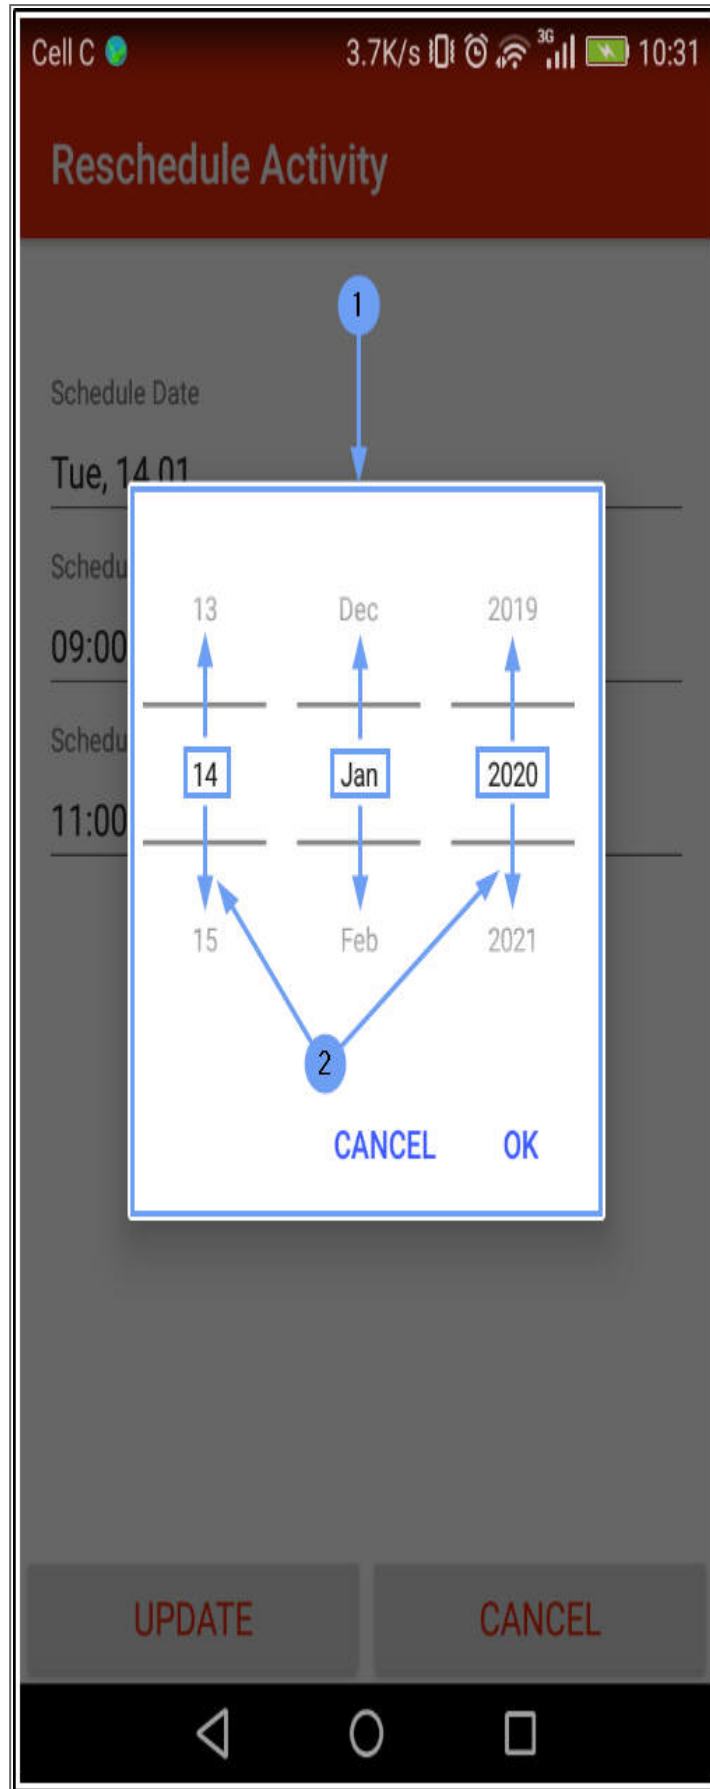 Cell C 3.7K/s 3G 10:31
Reschedule Activity
1
Schedule Date
Tue, 14.01
Schedu
09:00
Schedu
11:00
13 Dec 2019
14 Jan 2020
15 Feb 2021
2
CANCEL OK
UPDATE CANCEL